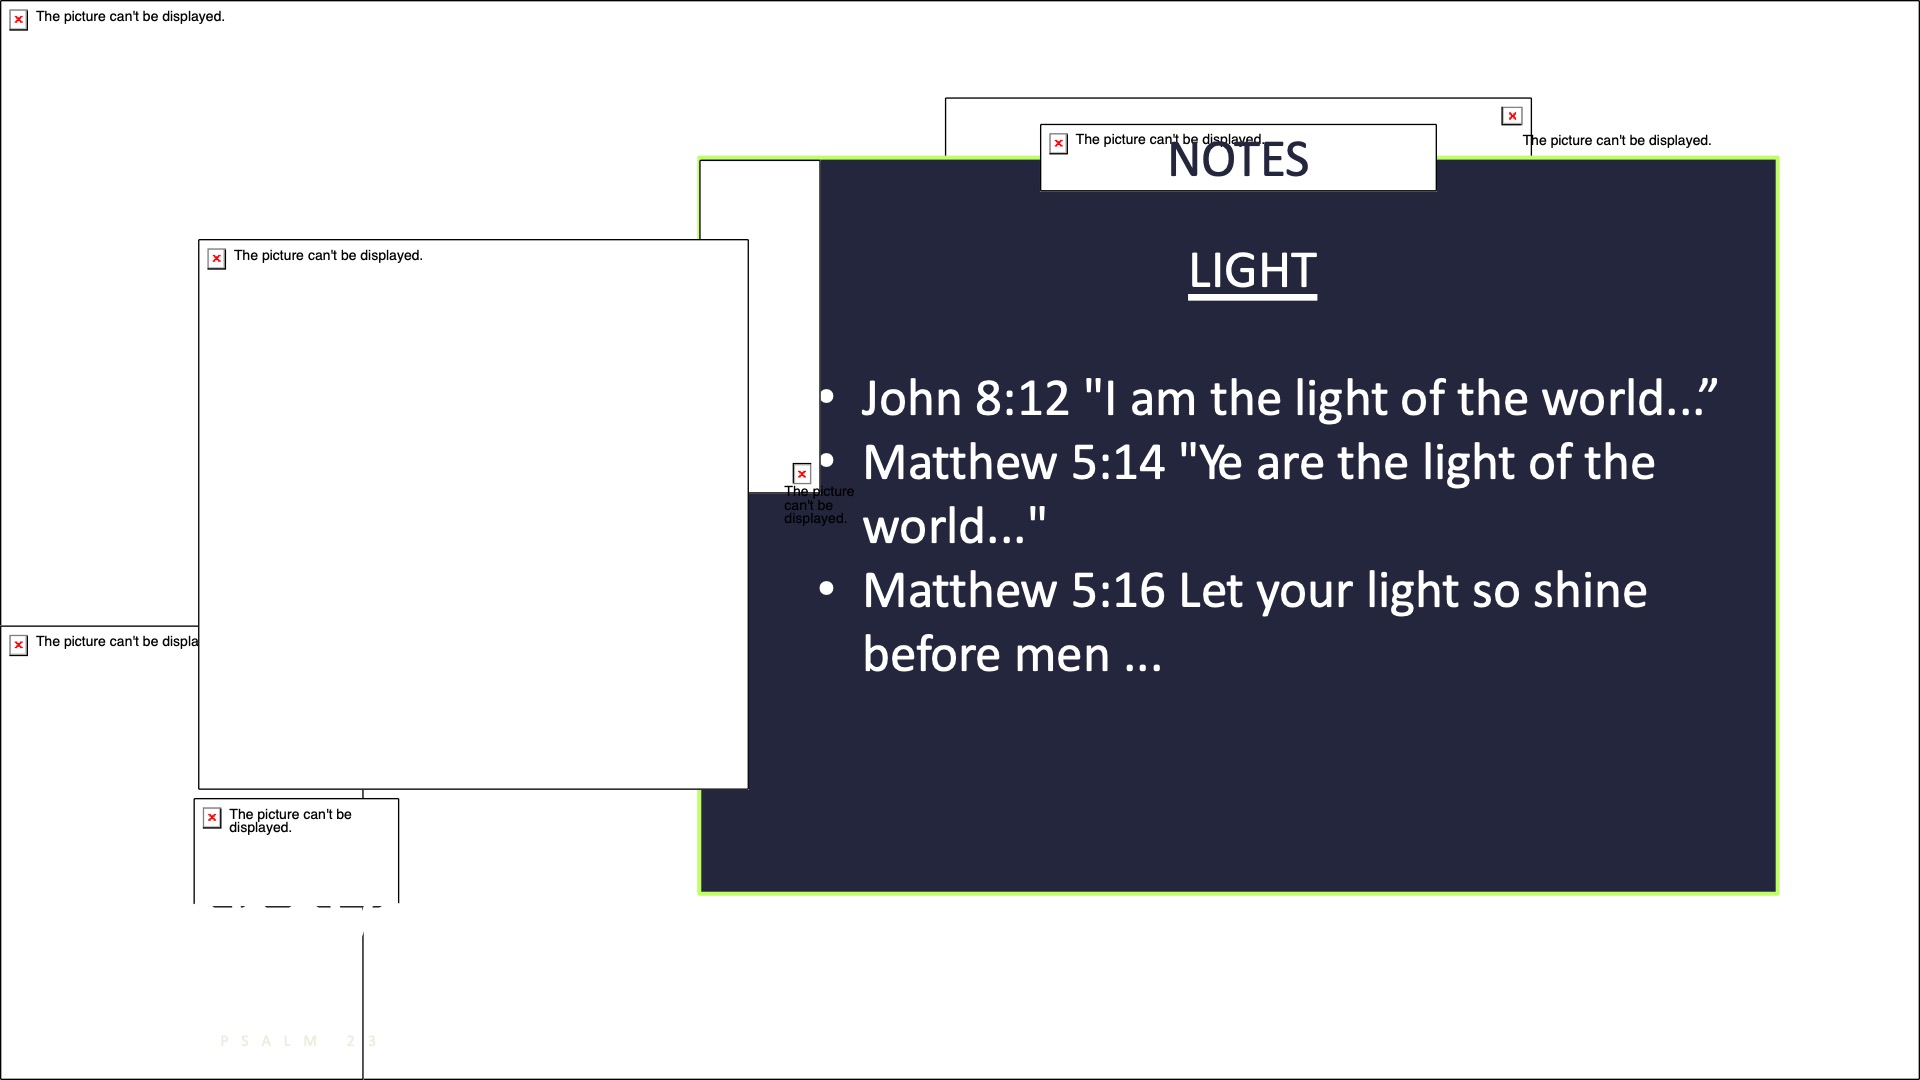 The picture can't be displayed.
The picture can't be displayed.
The picture can't be displayed.
NOTES
The picture can't be displayed.
LIGHT
• John 8:12 "I am the light of the world...”
• Matthew 5:14 "Ye are the light of the
world..."
• Matthew 5:16 Let your light so shine
before men ...
The picture
can't be
displayed.
The picture can't be
The picture can't be
displayed.
PSALM 23